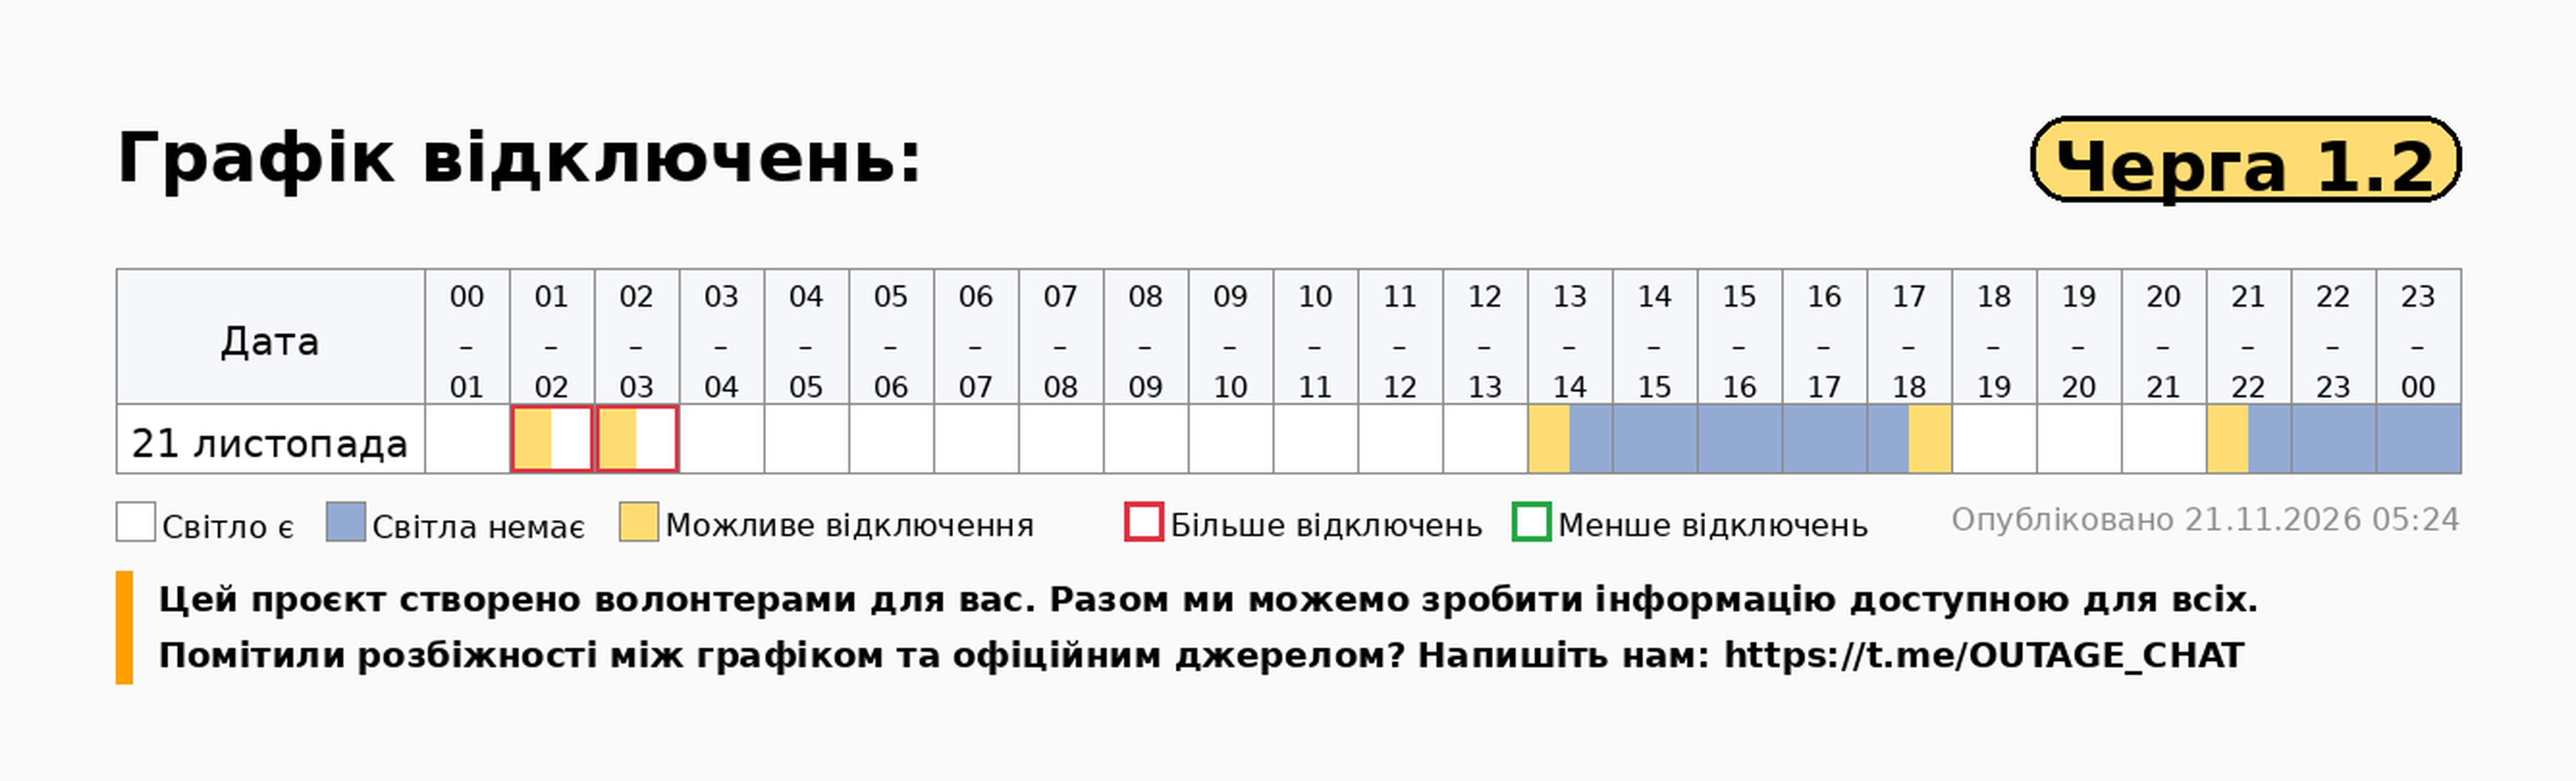 Графік відключень:
Черга 1.2
Дата 00 – 01 01 – 02 02 – 03 03 – 04 04 – 05 05 – 06 06 – 07 07 – 08 08 – 09 09 – 10 10 – 11 11 – 12 12 – 13 13 – 14 14 – 15 15 – 16 16 – 17 17 – 18 18 – 19 19 – 20 20 – 21 21 – 22 22 – 23 23 – 00
21 листопада
Світло є Світла немає Можливе відключення Більше відключень Менше відключень Опубліковано 21.11.2026 05:24
Цей проєкт створено волонтерами для вас. Разом ми можемо зробити інформацію доступною для всіх.
Помітили розбіжності між графіком та офіційним джерелом? Напишіть нам: https://t.me/OUTAGE_CHAT